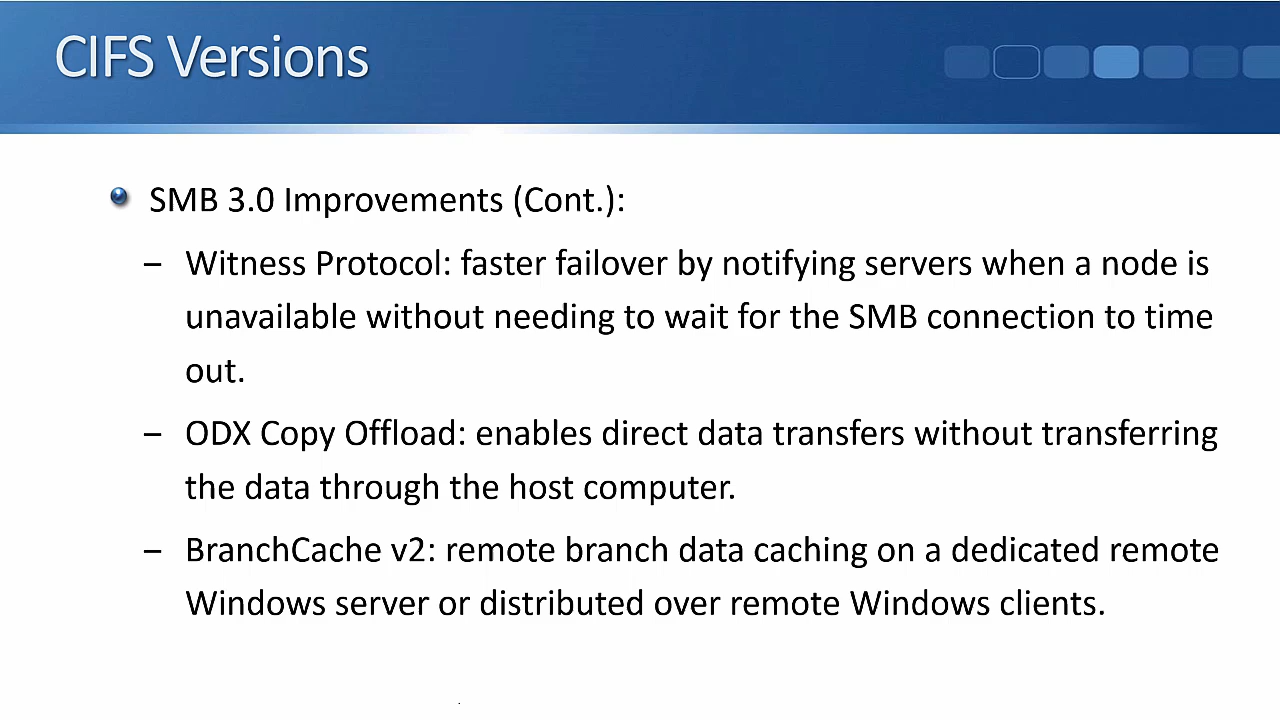 CIFS Versions
SMB 3.0 Improvements (Cont.):
– Witness Protocol: faster failover by notifying servers when a node is
unavailable without needing to wait for the SMB connection to time
out.
– ODX Copy Offload: enables direct data transfers without transferring
the data through the host computer.
– BranchCache v2: remote branch data caching on a dedicated remote
Windows server or distributed over remote Windows clients.